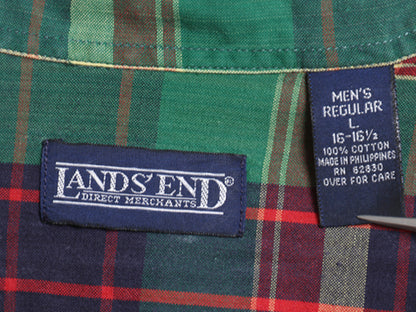 LANDS' END®
DIRECT MERCHANTS
MEN'S
REGULAR
L
16-16½
100% COTTON
MADE IN PHILIPPINES
RN 62830
OVER FOR CARE